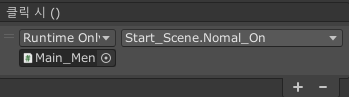 클릭 시 ()
Runtime Onl Start_Scene.Nomal_On
Main_Men